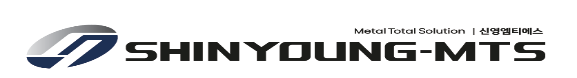 Metal Total Solution | 신영엠티에스
SHINYOUNG-MTS